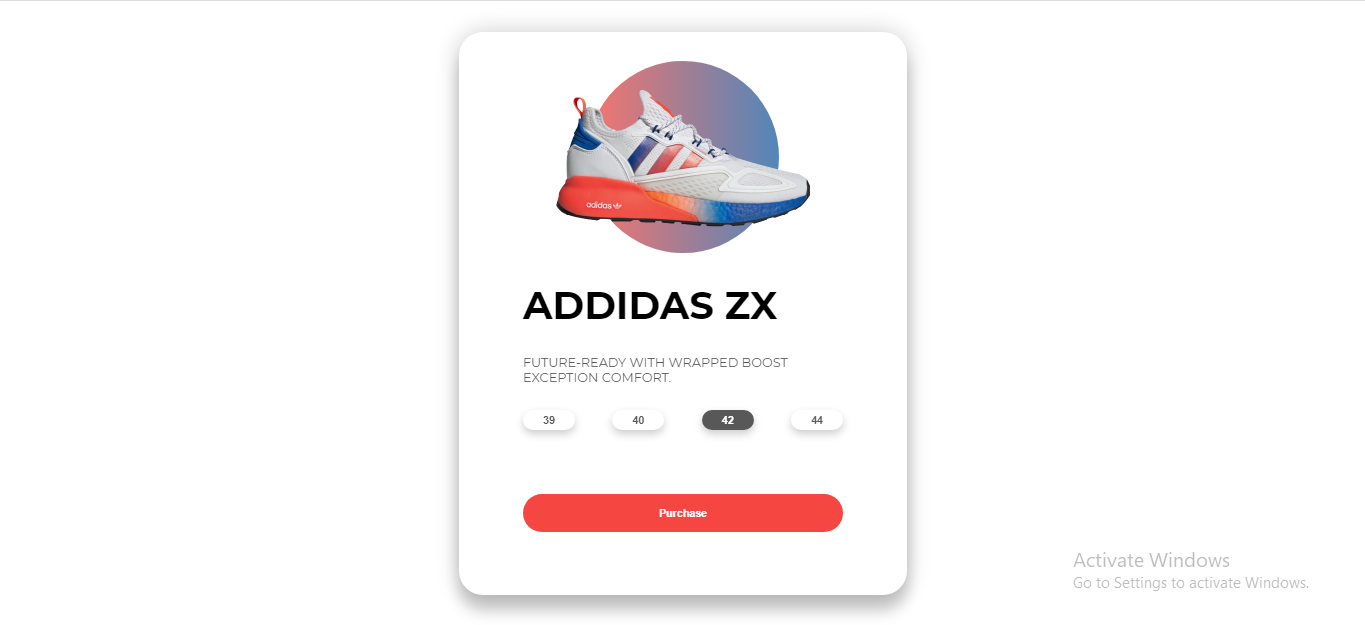 adidas
ADDIDAS ZX
FUTURE-READY WITH WRAPPED BOOST
EXCEPTION COMFORT.
39 40 42 44
Purchase
Activate Windows
Go to Settings to activate Windows.